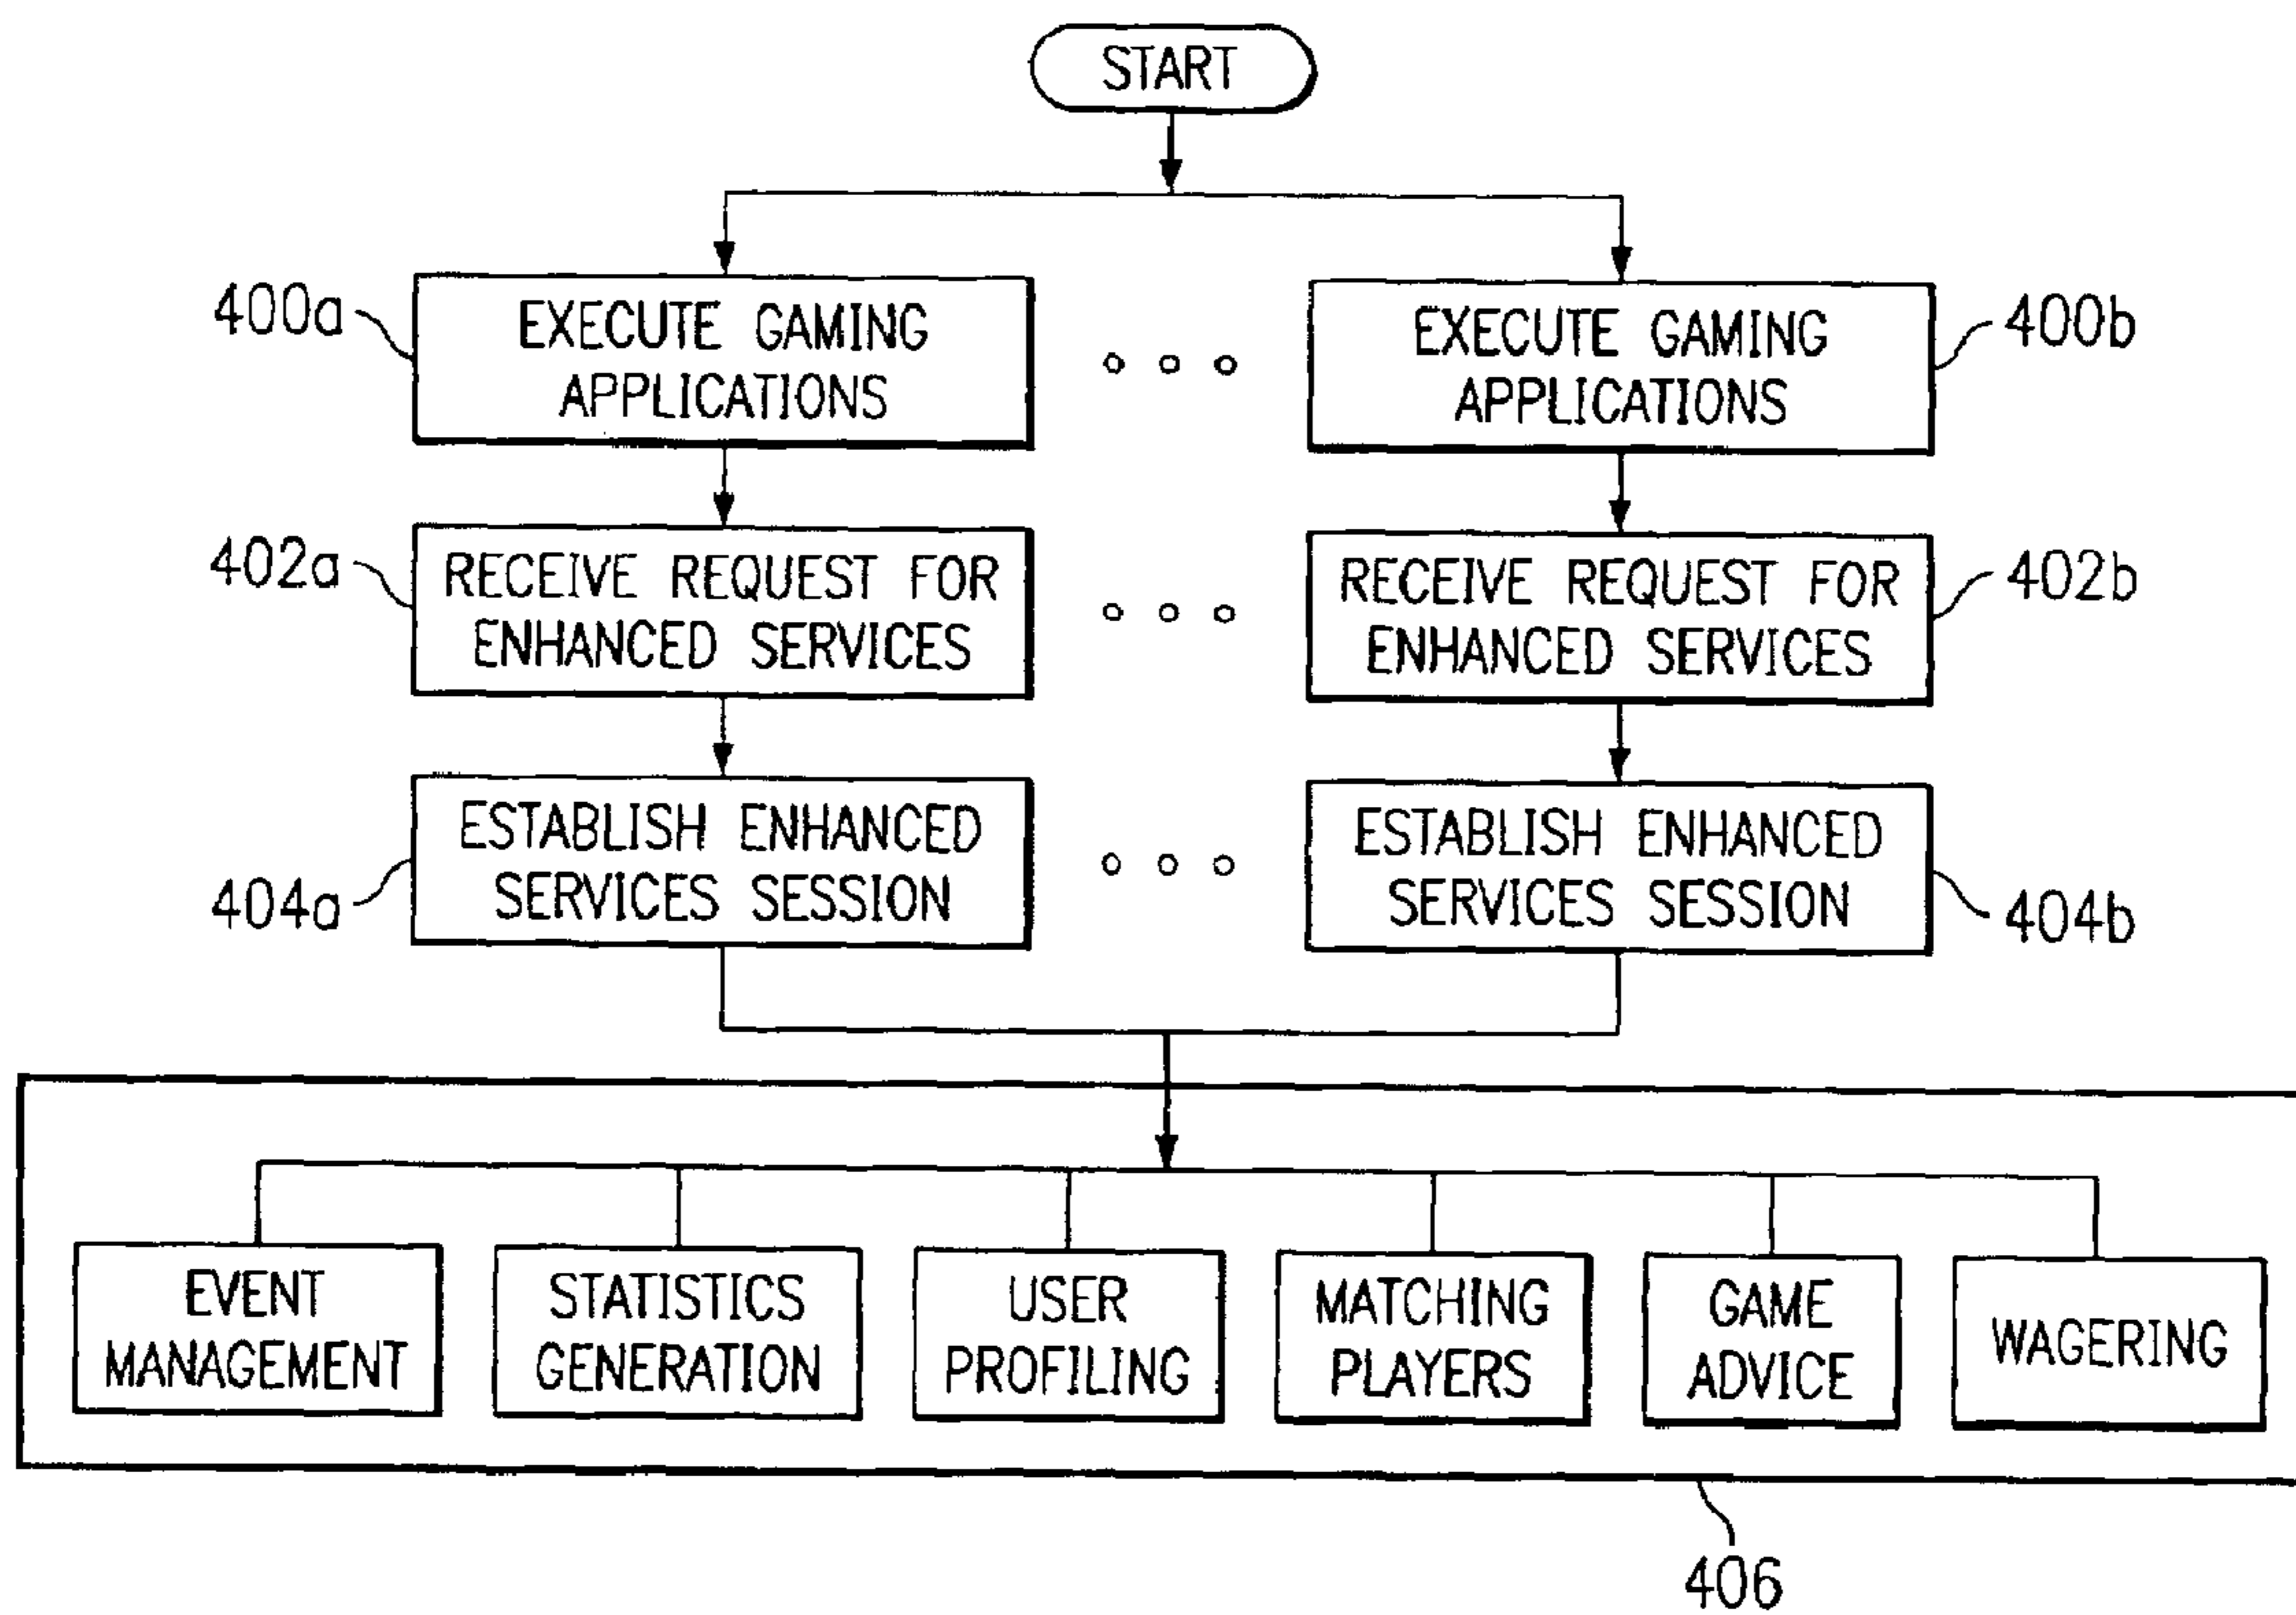 START
400a
EXECUTE GAMING
APPLICATIONS
EXECUTE GAMING
APPLICATIONS
400b
402a
RECEIVE REQUEST FOR
ENHANCED SERVICES
RECEIVE REQUEST FOR
ENHANCED SERVICES
402b
404a
ESTABLISH ENHANCED
SERVICES SESSION
ESTABLISH ENHANCED
SERVICES SESSION
404b
EVENT
MANAGEMENT
STATISTICS
GENERATION
USER
PROFILING
MATCHING
PLAYERS
GAME
ADVICE
WAGERING
406